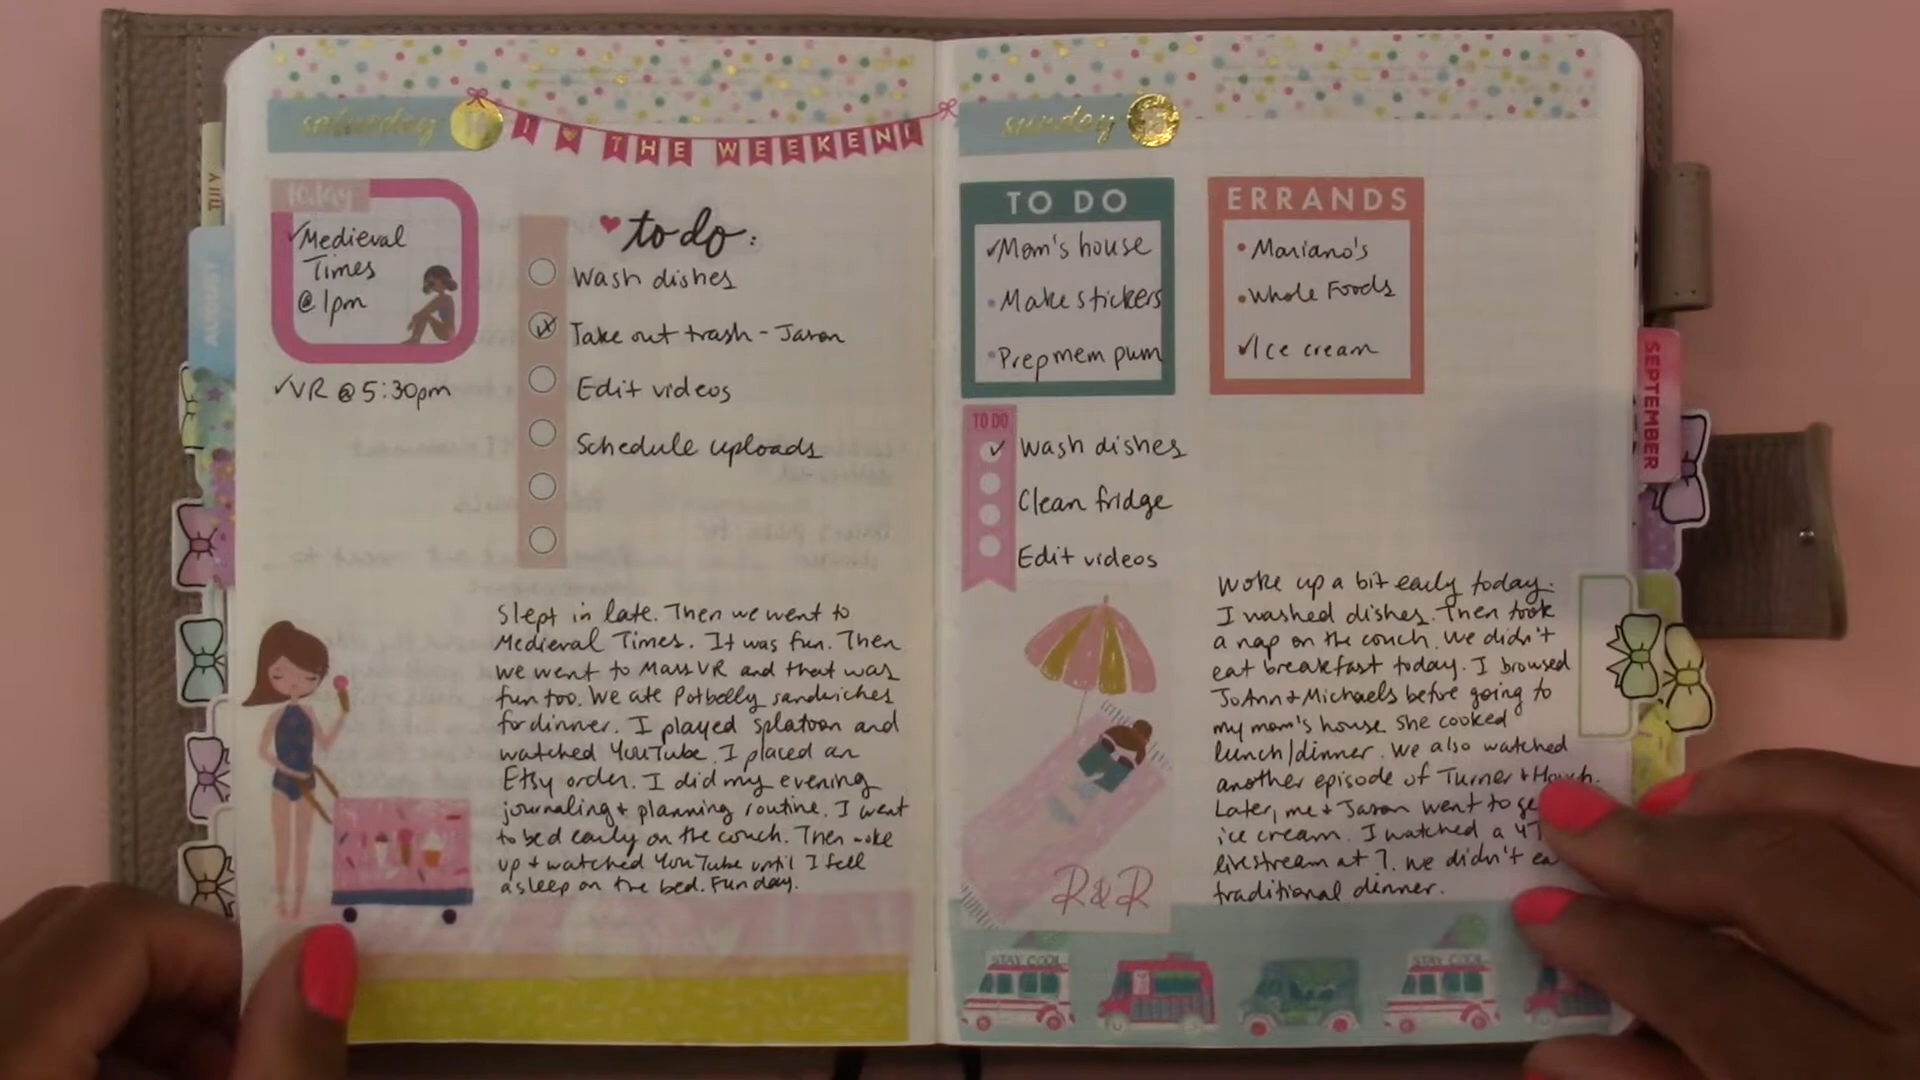 saturday
I THE WEEKEND
today
✓Medieval
Times
@ 1pm
✓VR @ 5:30pm
to do:
Wash dishes
Take out trash - Jason
Edit videos
Schedule uploads
Slept in late. Then we went to
Medieval Times. It was fun. Then
we went to MassVR and that was
fun too. We ate Potbelly sandwiches
for dinner. I played splatoon and
watched YouTube. I placed an
Etsy order. I did my evening
journaling + planning routine. I went
to bed early on the couch. Then woke
up + watched YouTube until I fell
asleep on the bed. Fun day.
sunday
TO DO
✓Mom's house
• Make stickers
• Prep mem pum
ERRANDS
• Mariano's
• Whole Foods
✓Ice cream
TO DO
✓ Wash dishes
Clean fridge
Edit videos
R&R
Woke up a bit early today.
I washed dishes. Then took
a nap on the couch. We didn't
eat breakfast today. I browsed
JoAnn + Michaels before going to
my mom's house. She cooked
lunch/dinner. We also watched
another episode of Turner + Hooch.
Later, me + Jason went to ge
ice cream. I watched a YT
livestream at 7. We didn't ea
traditional dinner.
STAY COOL
STAY COOL
JULY
AUGUST
SEPTEMBER